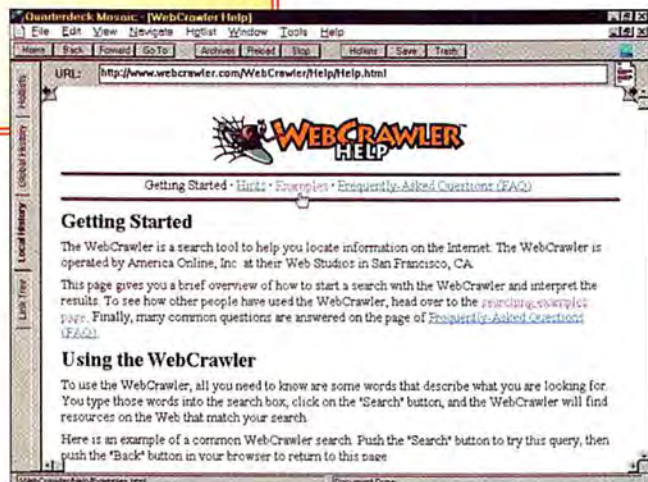 Quarterdeck Mosaic - [WebCrawler Help]
File Edit View Navigate Hotlist Window Tools Help
Home Back Forward Go To Archives Reload Stop Hotlists Save Trash
URL: http://www.webcrawler.com/WebCrawler/Help/Help.html
Hotlists
Global History
Local History
Link Tree
WEBCRAWLER
HELP
Getting Started · Hints · Examples · Frequently-Asked Questions (FAQ)
Getting Started
The WebCrawler is a search tool to help you locate information on the Internet. The WebCrawler is
operated by America Online, Inc. at their Web Studios in San Francisco, CA
This page gives you a brief overview of how to start a search with the WebCrawler and interpret the
results. To see how other people have used the WebCrawler, head over to the searching examples
page. Finally, many common questions are answered on the page of Frequently-Asked Questions
(FAQ).
Using the WebCrawler
To use the WebCrawler, all you need to know are some words that describe what you are looking for.
You type those words into the search box, click on the "Search" button, and the WebCrawler will find
resources on the Web that match your search.
Here is an example of a common WebCrawler search. Push the "Search" button to try this query, then
push the "Back" button in your browser to return to this page
Document Done